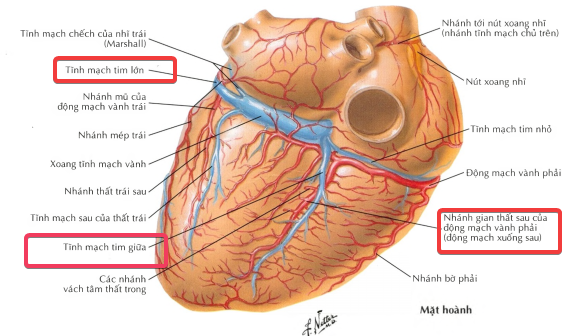 Tĩnh mạch chếch của nhĩ trái
(Marshall)
Tĩnh mạch tim lớn
Nhánh mũ của
động mạch vành trái
Nhánh mép trái
Xoang tĩnh mạch vành
Nhánh thất trái sau
Tĩnh mạch sau của thất trái
Tĩnh mạch tim giữa
Các nhánh
vách tâm thất trong
Nhánh tới nút xoang nhĩ
(nhánh tĩnh mạch chủ trên)
Nút xoang nhĩ
Tĩnh mạch tim nhỏ
Động mạch vành phải
Nhánh gian thất sau của
động mạch vành phải
(động mạch xuống sau)
Nhánh bờ phải
Mặt hoành
F. Netter
M.D.